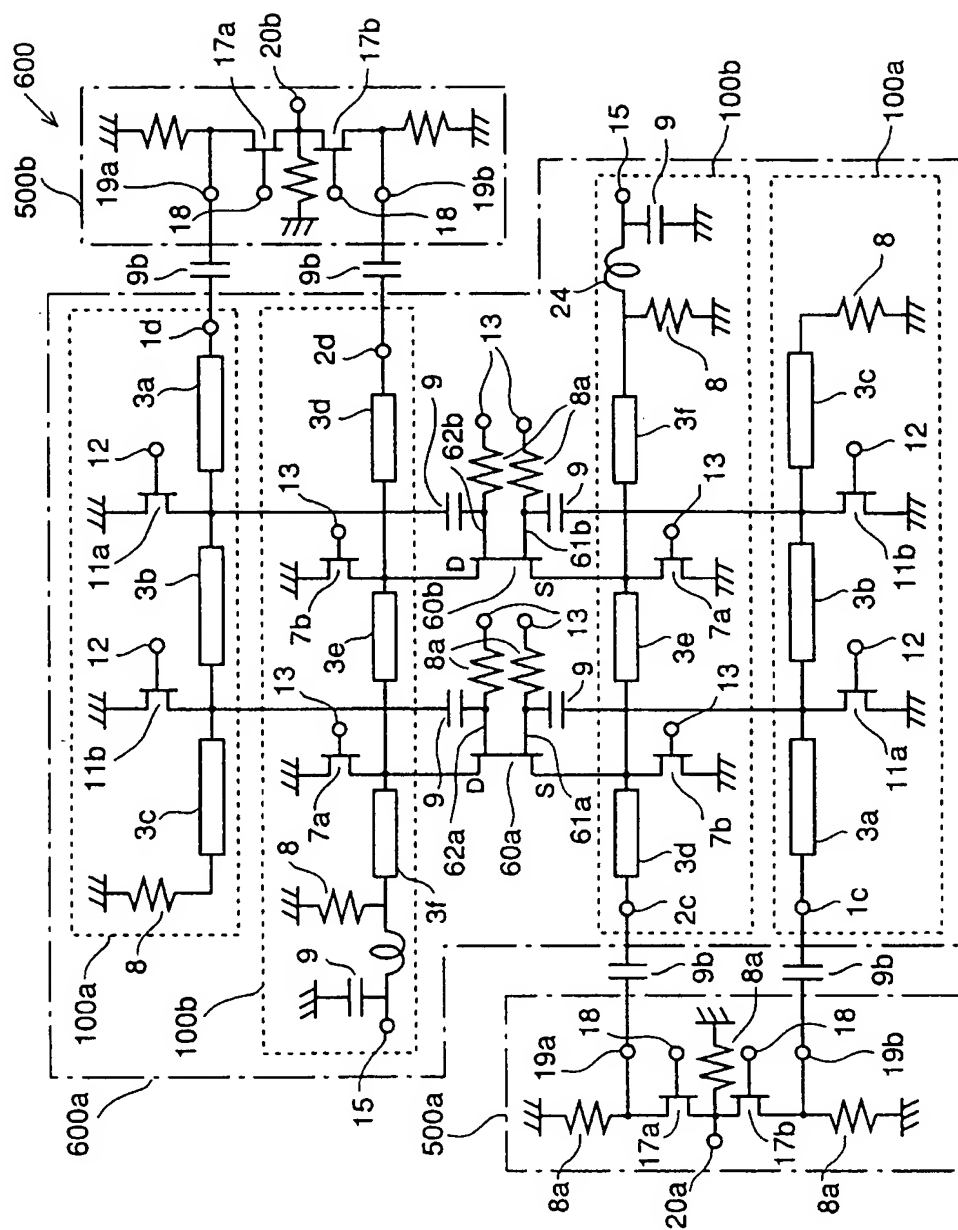 600
500b
17a
20b
17b
19a
18
18
19b
9b
9b
15
9
100b
100a
1d
2d
24
8
8
12
3a
3d
13
62b
9
8a
3f
3c
11a
13
D
60b
S
61b
9
13
12
3b
7b
7a
11b
12
3e
13
8a
3e
3b
11b
13
9
9
13
12
7a
D
60a
S
61a
62a
7b
11a
3c
8
3f
3d
3a
8
9
2c
1c
100a
100b
15
9b
9b
8a
600a
500a
19a
18
18
19b
8a
17a
17b
8a
20a